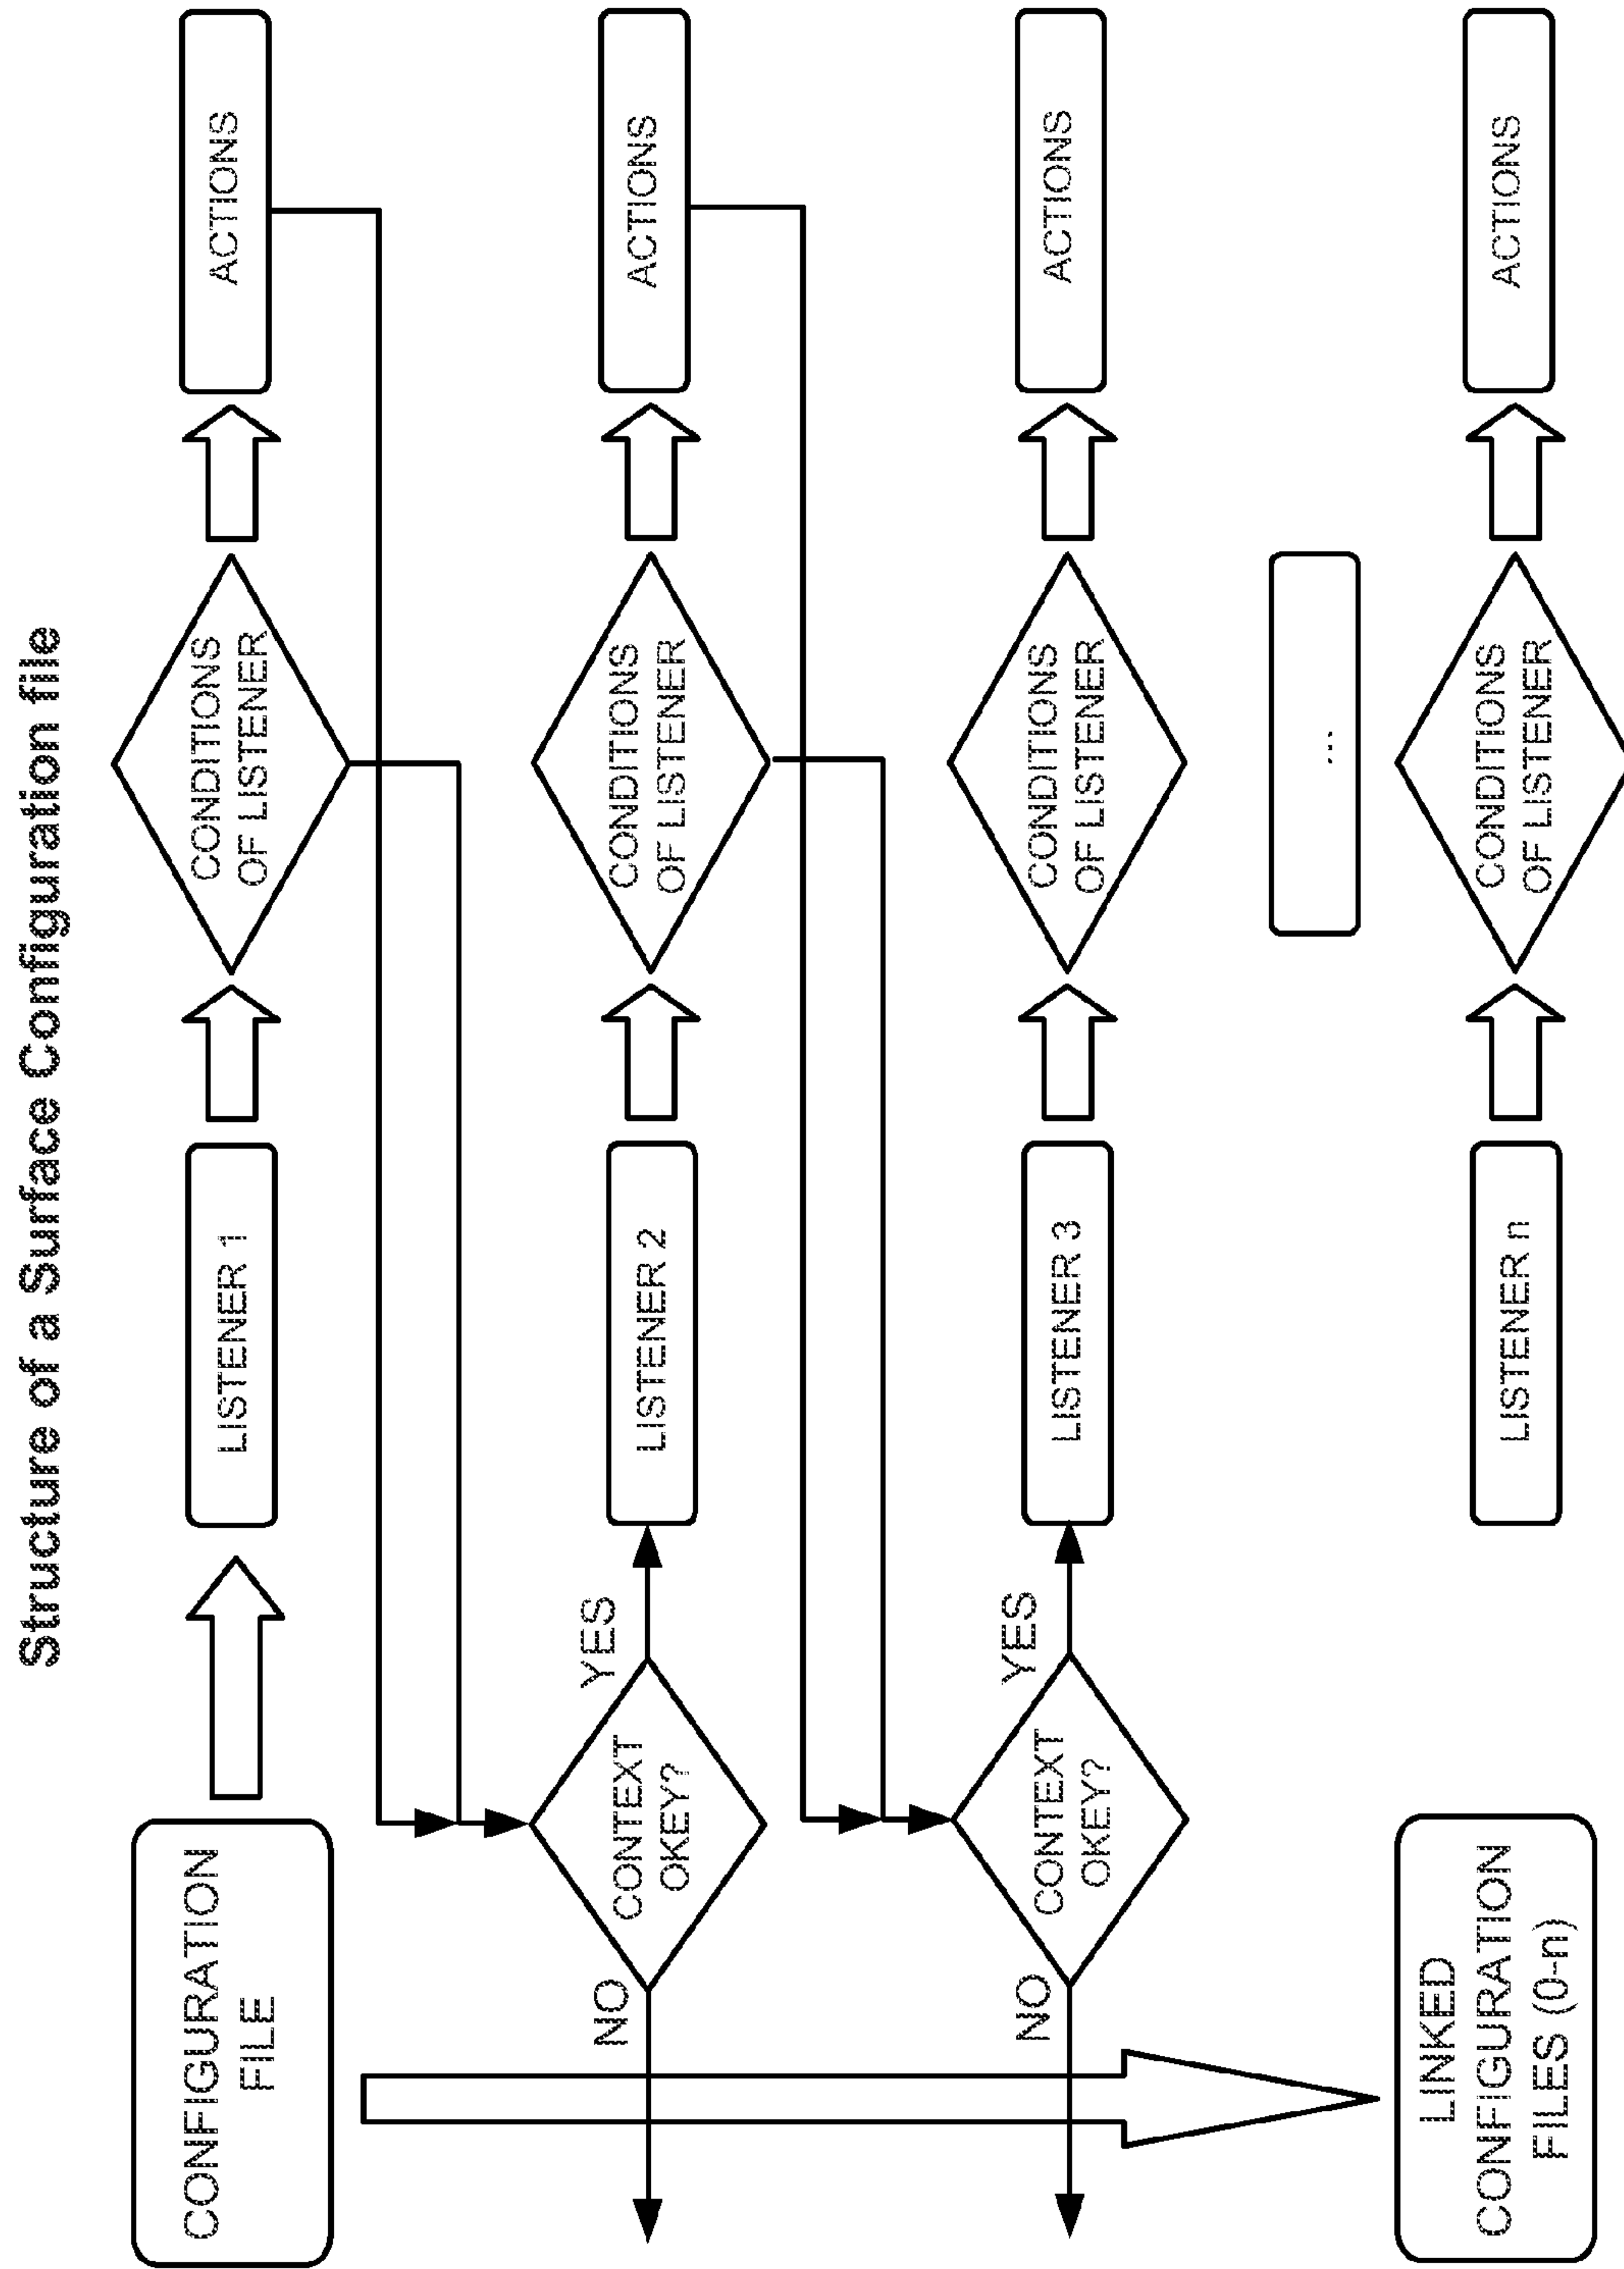 Structure of a Surface Configuration file
CONFIGURATION
FILE
LISTENER 1
CONDITIONS
OF LISTENER
ACTIONS
NO
CONTEXT
OKEY?
YES
LISTENER 2
CONDITIONS
OF LISTENER
ACTIONS
NO
CONTEXT
OKEY?
YES
LISTENER 3
CONDITIONS
OF LISTENER
ACTIONS
...
LINKED
CONFIGURATION
FILES (0-n)
LISTENER n
CONDITIONS
OF LISTENER
ACTIONS